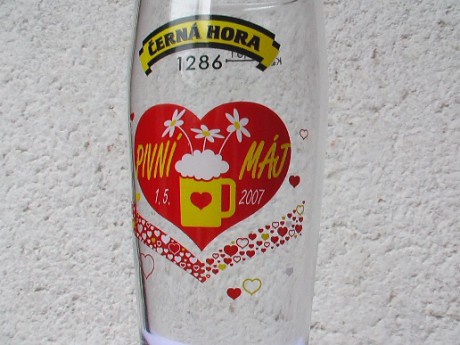 ČERNÁ HORA
1286
PIVNÍ MÁJ
1.5. 2007